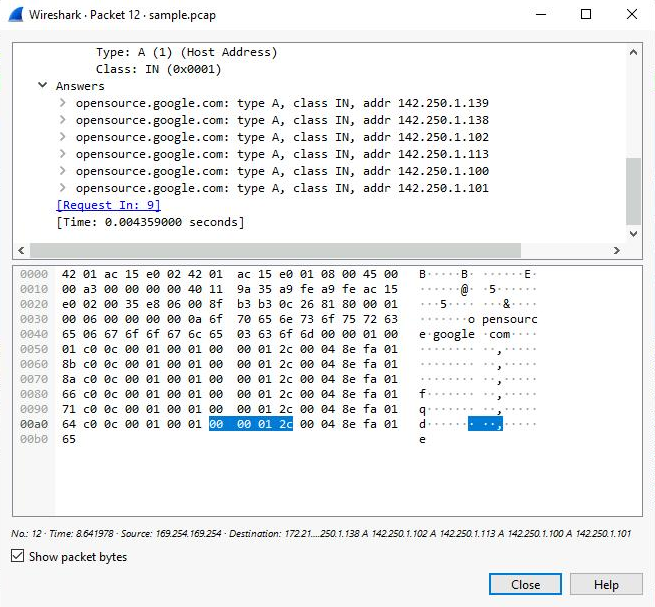 Wireshark · Packet 12 · sample.pcap
Type: A (1) (Host Address)
Class: IN (0x0001)
Answers
opensource.google.com: type A, class IN, addr 142.250.1.139
opensource.google.com: type A, class IN, addr 142.250.1.138
opensource.google.com: type A, class IN, addr 142.250.1.102
opensource.google.com: type A, class IN, addr 142.250.1.113
opensource.google.com: type A, class IN, addr 142.250.1.100
opensource.google.com: type A, class IN, addr 142.250.1.101
[Request In: 9]
[Time: 0.004359000 seconds]
0000 42 01 ac 15 e0 02 42 01 ac 15 e0 01 08 00 45 00 B·····B· ······E·
0010 00 a3 00 00 00 00 40 11 9a 35 a9 fe a9 fe ac 15 ······@· ·5······
0020 e0 02 00 35 e8 06 00 8f b3 b3 0c 26 81 80 00 01 ···5···· ···&····
0030 00 06 00 00 00 00 0a 6f 70 65 6e 73 6f 75 72 63 ·······o pensourc
0040 65 06 67 6f 6f 67 6c 65 03 63 6f 6d 00 00 01 00 e·google ·com····
0050 01 c0 0c 00 01 00 01 00 00 01 2c 00 04 8e fa 01 ········ ··,·····
0060 8b c0 0c 00 01 00 01 00 00 01 2c 00 04 8e fa 01 ········ ··,·····
0070 8a c0 0c 00 01 00 01 00 00 01 2c 00 04 8e fa 01 ········ ··,·····
0080 66 c0 0c 00 01 00 01 00 00 01 2c 00 04 8e fa 01 f······· ··,·····
0090 71 c0 0c 00 01 00 01 00 00 01 2c 00 04 8e fa 01 q······· ··,·····
00a0 64 c0 0c 00 01 00 01 00 00 01 2c 00 04 8e fa 01 d······· ··,·····
00b0 65 e
No.: 12 · Time: 8.641978 · Source: 169.254.169.254 · Destination: 172.21....250.1.138 A 142.250.1.102 A 142.250.1.113 A 142.250.1.100 A 142.250.1.101
Show packet bytes
Close Help